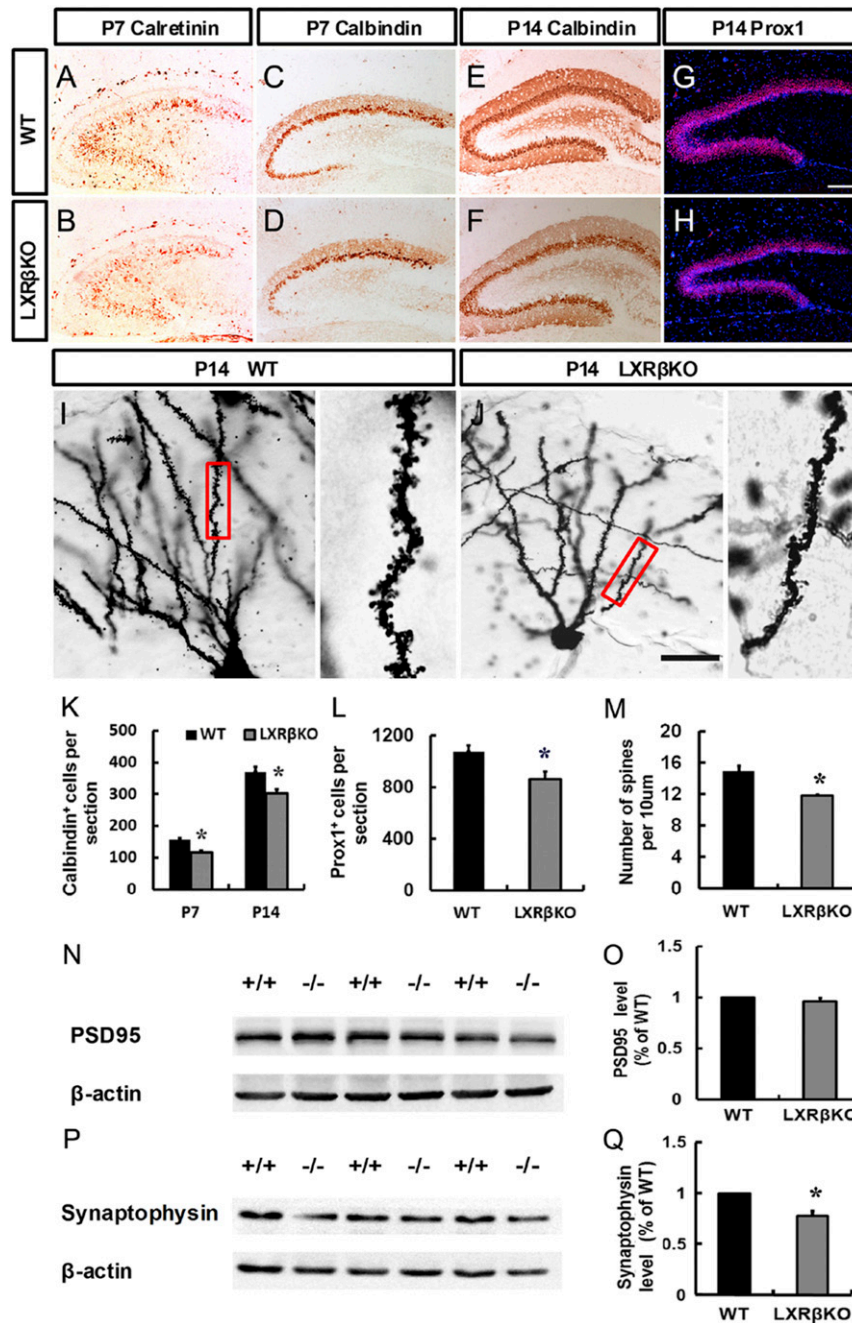 P7 Calretinin P7 Calbindin P14 Calbindin P14 Prox1
WT
A C E G
LXRβKO
B D F H
P14 WT P14 LXRβKO
I J
K L M
Calbindin⁺ cells per
section
500
400
300
200
100
0
WT LXRβKO
*
*
P7 P14
Prox1⁺ cells per
section
1200
800
400
0
*
WT LXRβKO
Number of spines
per 10um
20
16
12
8
4
0
*
WT LXRβKO
N
+/+ -/- +/+ -/- +/+ -/-
PSD95
β-actin
O
PSD95 level
(% of WT)
1.5
1
0.5
0
WT LXRβKO
P
+/+ -/- +/+ -/- +/+ -/-
Synaptophysin
β-actin
Q
Synaptophysin
level (% of WT)
1.5
1
0.5
0
*
WT LXRβKO